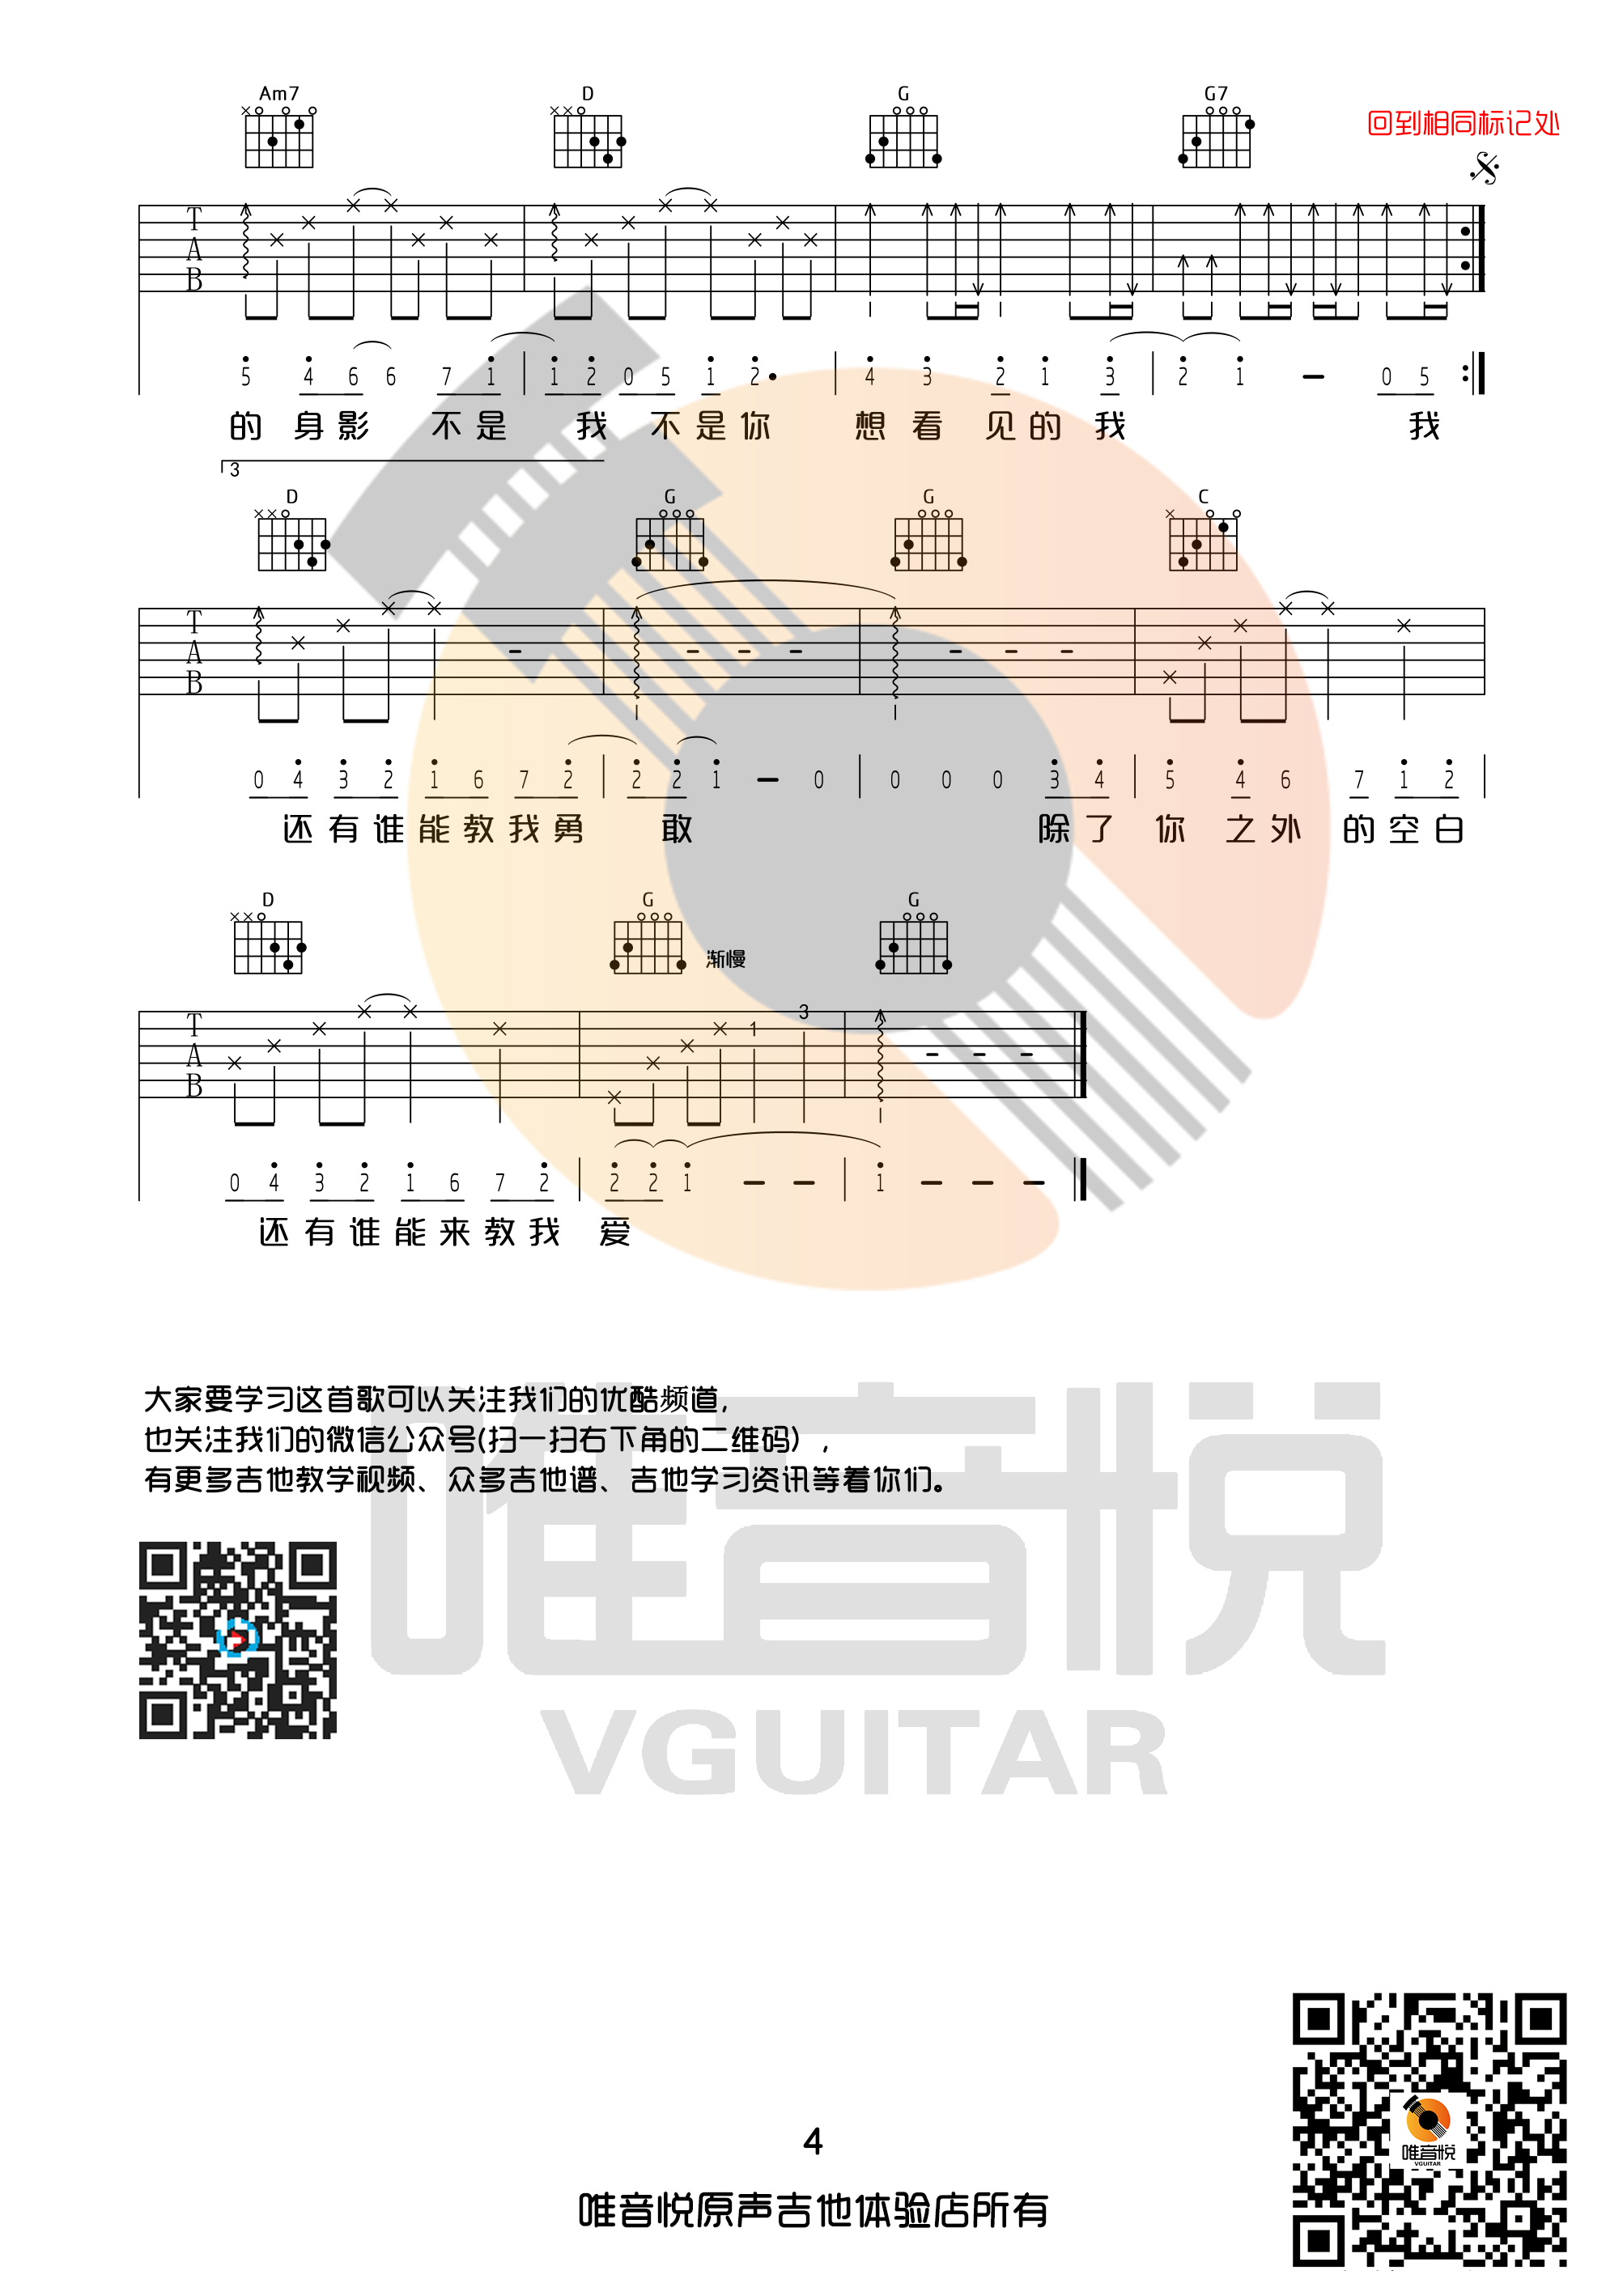 Am7 D G G7
回到相同标记处
T
A
B
5 4 6 6 7 1 1 2 0 5 1 2 4 3 2 1 3 2 1 — 0 5
的 身 影 不 是 我 不 是 你 想 看 见 的 我 我
3
D G G C
T
A
B
0 4 3 2 1 6 7 2 2 2 1 — 0 0 0 0 3 4 5 4 6 7 1 2
还 有 谁 能 教 我 勇 敢 除 了 你 之 外 的 空 白
D G 渐慢 G
T
A
B
1 3
0 4 3 2 1 6 7 2 2 2 1 — — 1 — — —
还 有 谁 能 来 教 我 爱
大家要学习这首歌可以关注我们的优酷频道,
也关注我们的微信公众号(扫一扫右下角的二维码），
有更多吉他教学视频、众多吉他谱、吉他学习资讯等着你们。
唯音悦
VGUITAR
唯音悦
VGUITAR
4
唯音悦原声吉他体验店所有